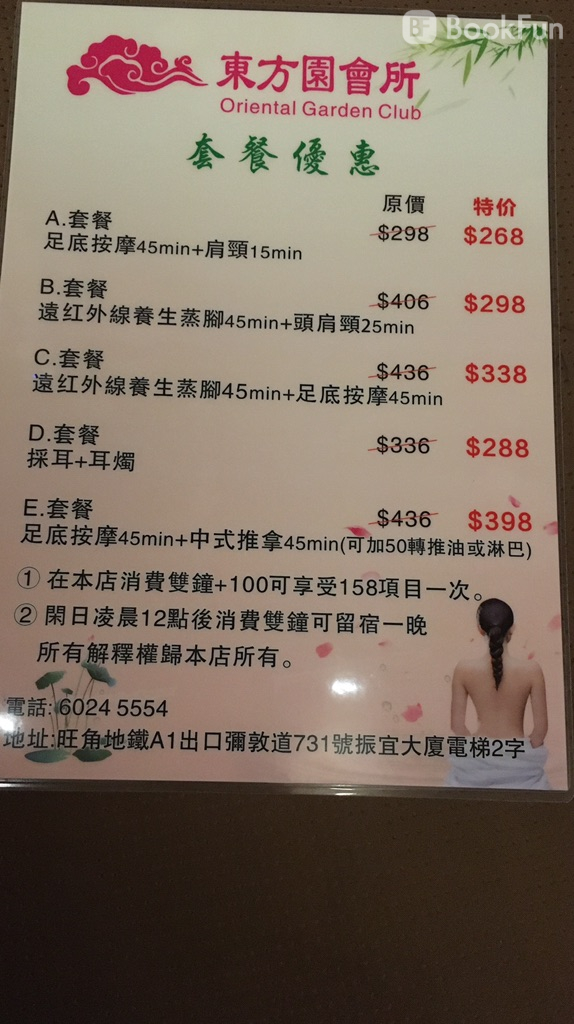 BF BookFun
東方園會所
Oriental Garden Club
套餐優惠
原價 特价
A.套餐
足底按摩45min+肩頸15min $298 $268
B.套餐
遠红外線養生蒸腳45min+頭肩頸25min $406 $298
C.套餐
遠红外線養生蒸腳45min+足底按摩45min $436 $338
D.套餐
採耳+耳燭 $336 $288
E.套餐
足底按摩45min+中式推拿45min(可加50轉推油或淋巴) $436 $398
① 在本店消費雙鐘+100可享受158項目一次。
② 閑日凌晨12點後消費雙鐘可留宿一晚
所有解釋權歸本店所有。
電話: 6024 5554
地址:旺角地鐵A1出口彌敦道731號振宜大廈電梯2字